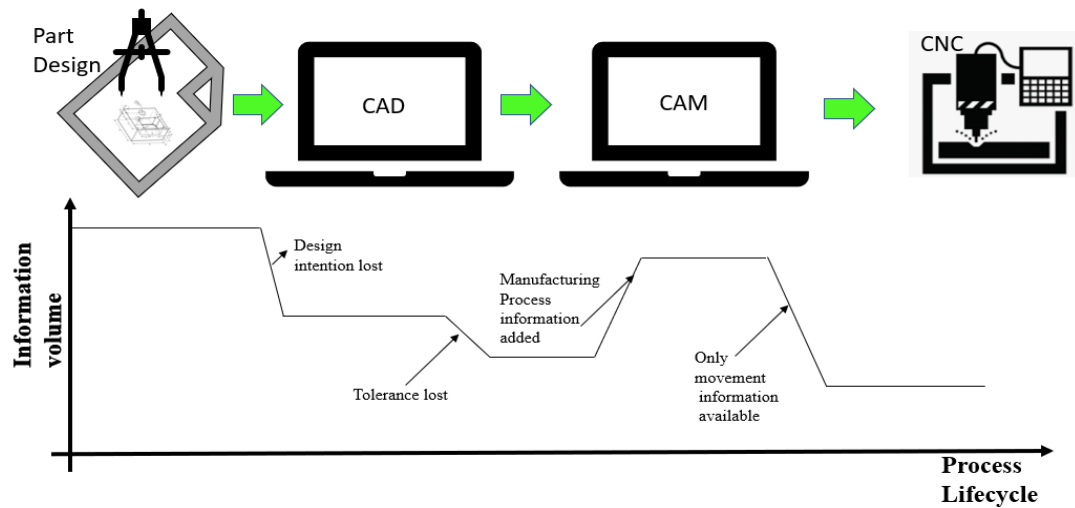 Part
Design
CAD
CAM
CNC
Information
volume
Design
intention lost
Tolerance lost
Manufacturing
Process
information
added
Only
movement
information
available
Process
Lifecycle